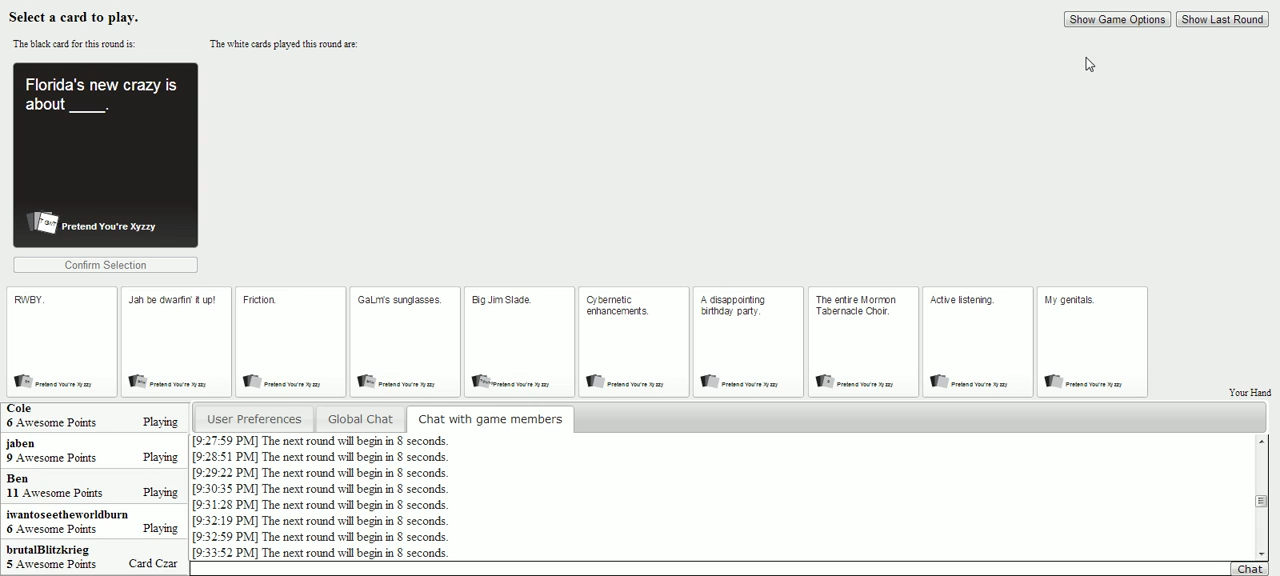 Select a card to play.
Show Game Options
Show Last Round
The black card for this round is:
The white cards played this round are:
Florida's new crazy is
about ____.
Pretend You're Xyzzy
Confirm Selection
RWBY.
Pretend You're Xyzzy
Jah be dwarfin' it up!
Pretend You're Xyzzy
Friction.
Pretend You're Xyzzy
GaLm's sunglasses.
Pretend You're Xyzzy
Big Jim Slade.
Pretend You're Xyzzy
Cybernetic
enhancements.
Pretend You're Xyzzy
A disappointing
birthday party.
Pretend You're Xyzzy
The entire Mormon
Tabernacle Choir.
Pretend You're Xyzzy
Active listening.
Pretend You're Xyzzy
My genitals.
Pretend You're Xyzzy
Your Hand
Cole
6 Awesome Points Playing
jaben
9 Awesome Points Playing
Ben
11 Awesome Points Playing
iwantoseetheworldburn
6 Awesome Points Playing
brutalBlitzkrieg
5 Awesome Points Card Czar
User Preferences
Global Chat
Chat with game members
[9:27:59 PM] The next round will begin in 8 seconds.
[9:28:51 PM] The next round will begin in 8 seconds.
[9:29:22 PM] The next round will begin in 8 seconds.
[9:30:35 PM] The next round will begin in 8 seconds.
[9:31:28 PM] The next round will begin in 8 seconds.
[9:32:19 PM] The next round will begin in 8 seconds.
[9:32:59 PM] The next round will begin in 8 seconds.
[9:33:52 PM] The next round will begin in 8 seconds.
Chat